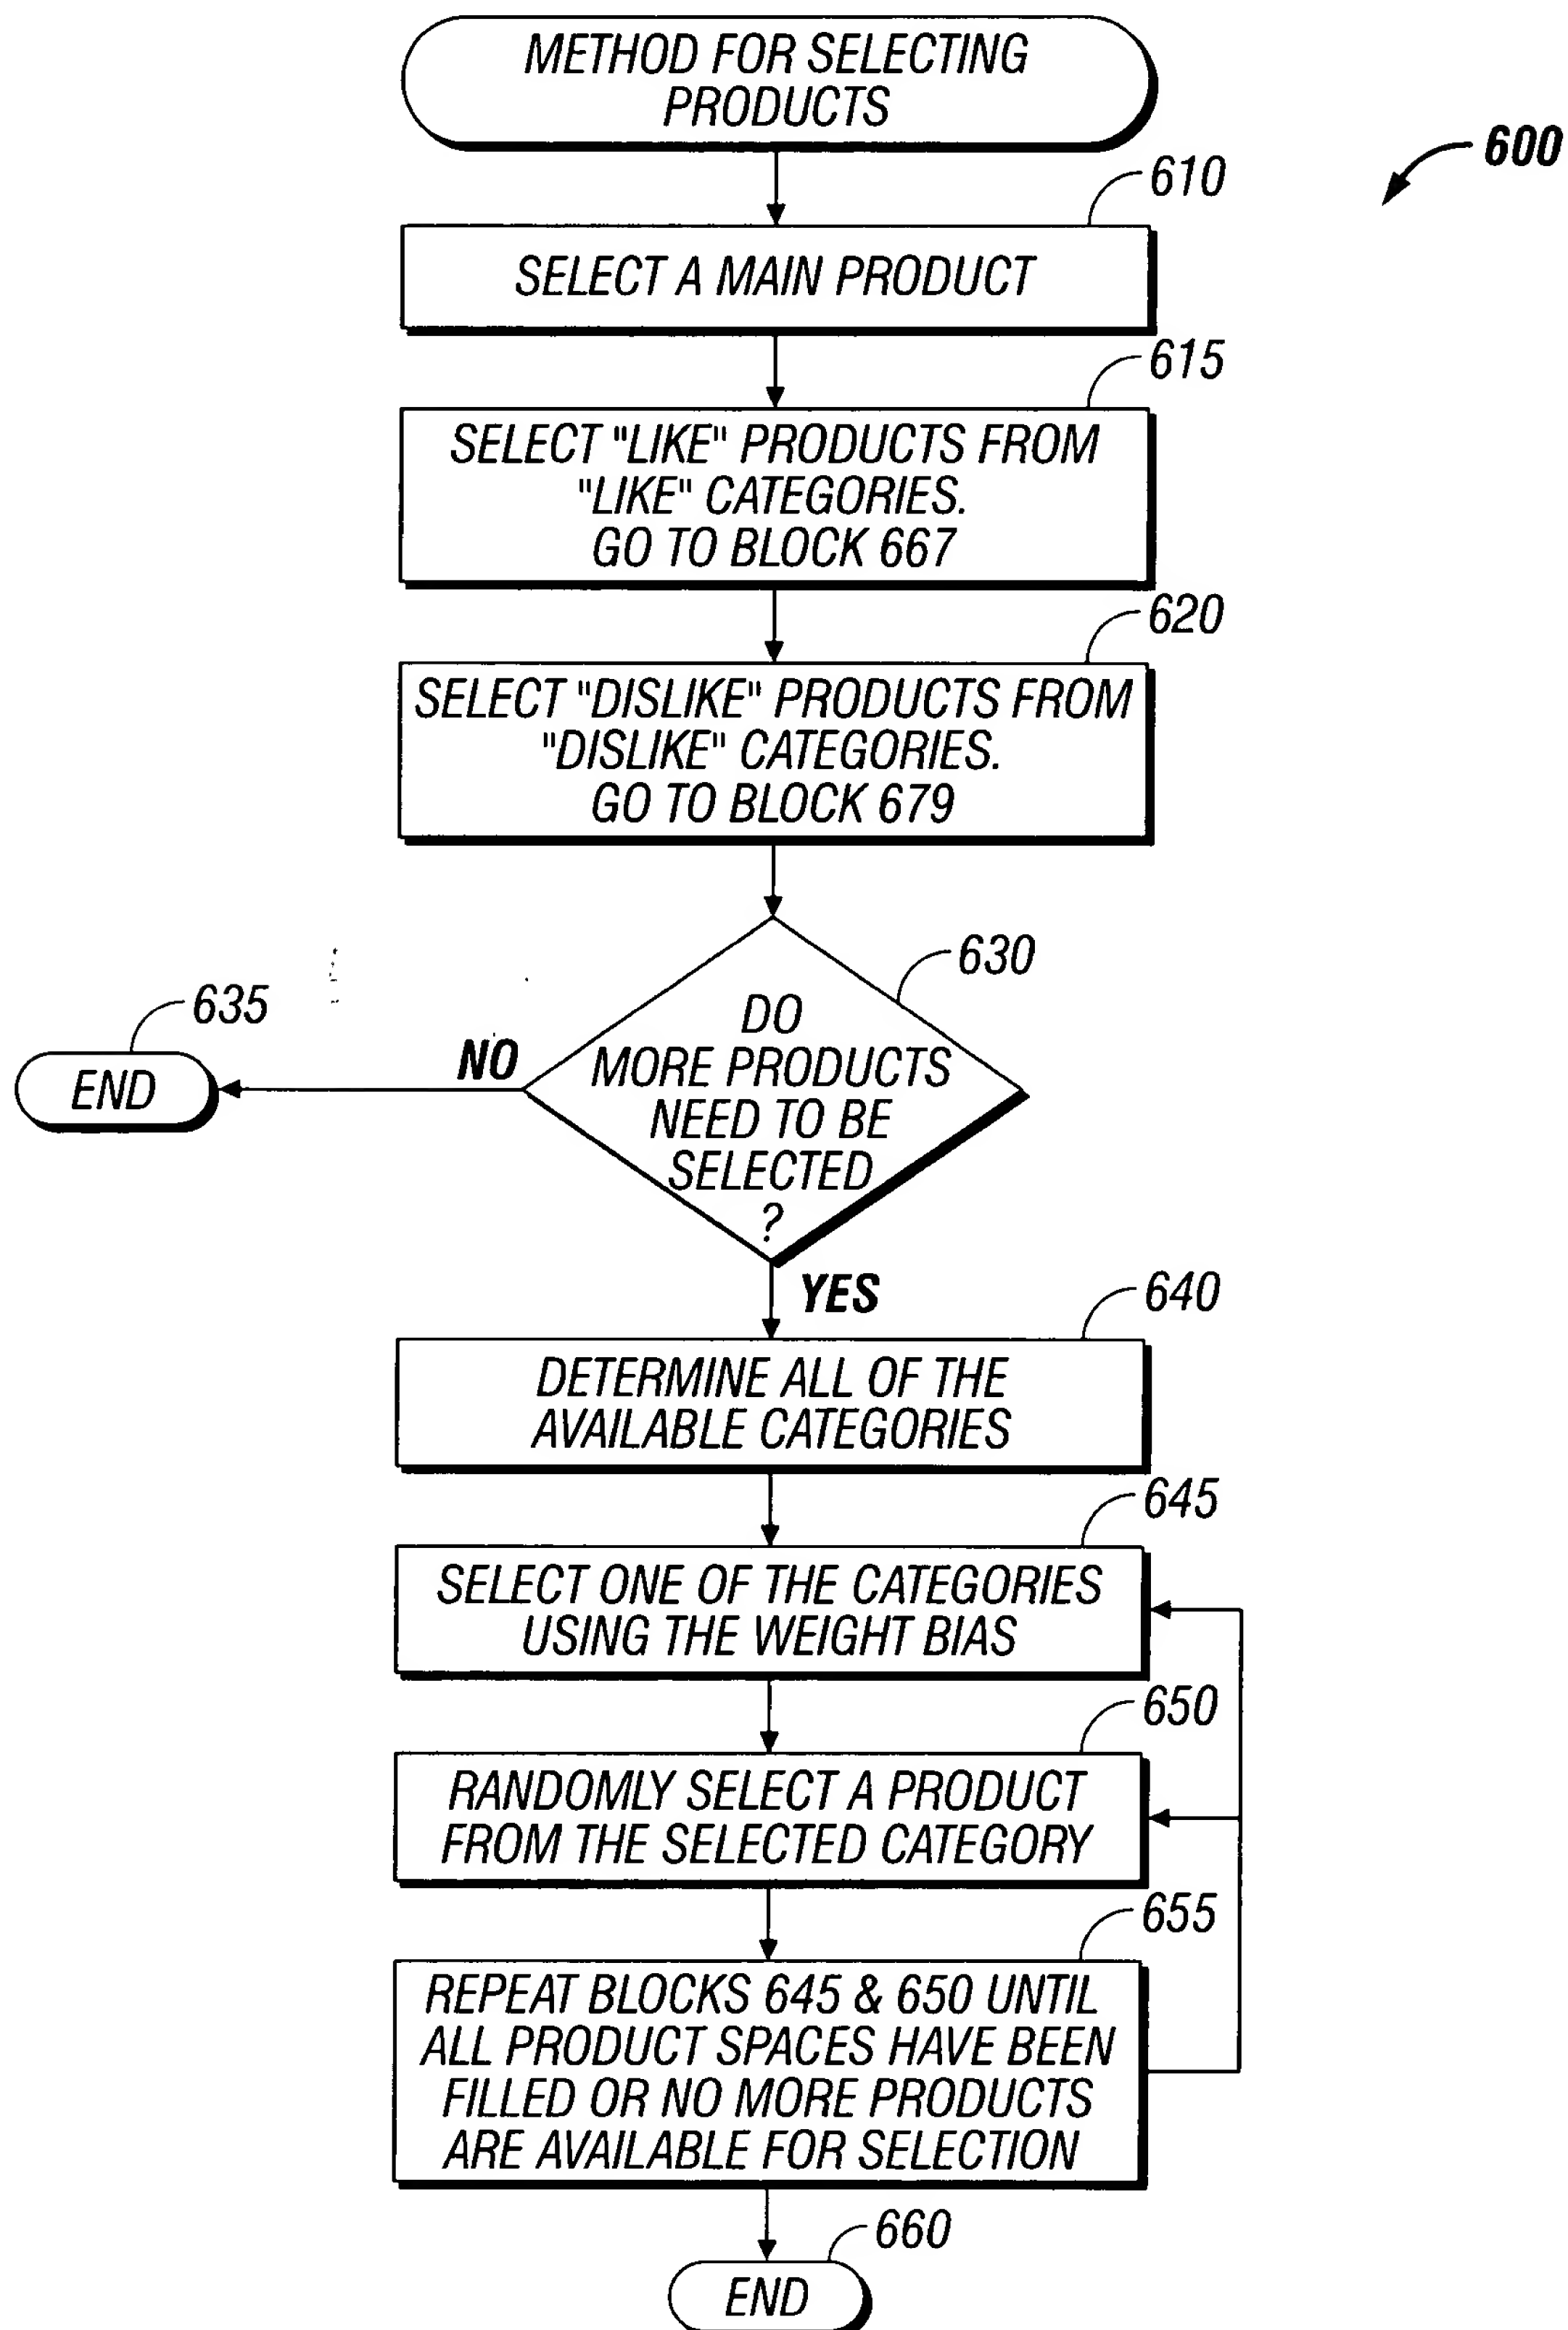 METHOD FOR SELECTING
PRODUCTS
600
610
SELECT A MAIN PRODUCT
615
SELECT "LIKE" PRODUCTS FROM
"LIKE" CATEGORIES.
GO TO BLOCK 667
620
SELECT "DISLIKE" PRODUCTS FROM
"DISLIKE" CATEGORIES.
GO TO BLOCK 679
630
DO
MORE PRODUCTS
NEED TO BE
SELECTED
?
635
NO
END
YES
640
DETERMINE ALL OF THE
AVAILABLE CATEGORIES
645
SELECT ONE OF THE CATEGORIES
USING THE WEIGHT BIAS
650
RANDOMLY SELECT A PRODUCT
FROM THE SELECTED CATEGORY
655
REPEAT BLOCKS 645 & 650 UNTIL
ALL PRODUCT SPACES HAVE BEEN
FILLED OR NO MORE PRODUCTS
ARE AVAILABLE FOR SELECTION
660
END